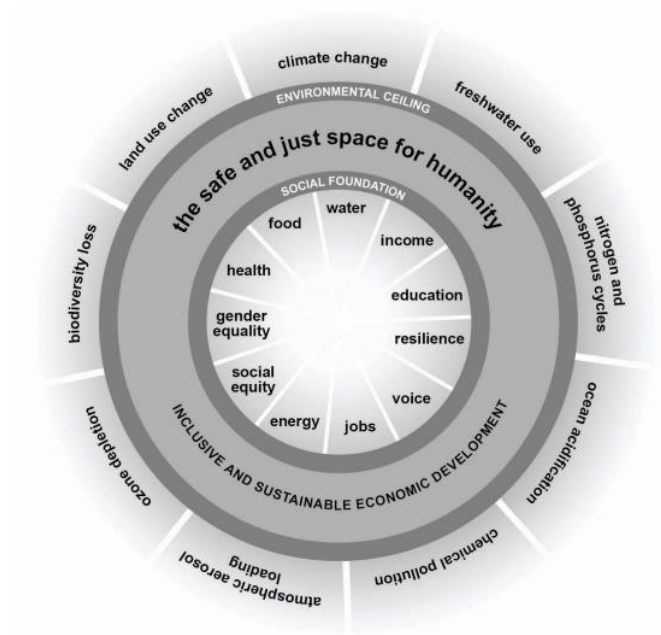 climate change
freshwater use
nitrogen and
phosphorus cycles
ocean acidification
chemical pollution
atmospheric aerosol
loading
ozone depletion
biodiversity loss
land use change
ENVIRONMENTAL CEILING
the safe and just space for humanity
SOCIAL FOUNDATION
water
income
education
resilience
voice
jobs
energy
social
equity
gender
equality
health
food
INCLUSIVE AND SUSTAINABLE ECONOMIC DEVELOPMENT